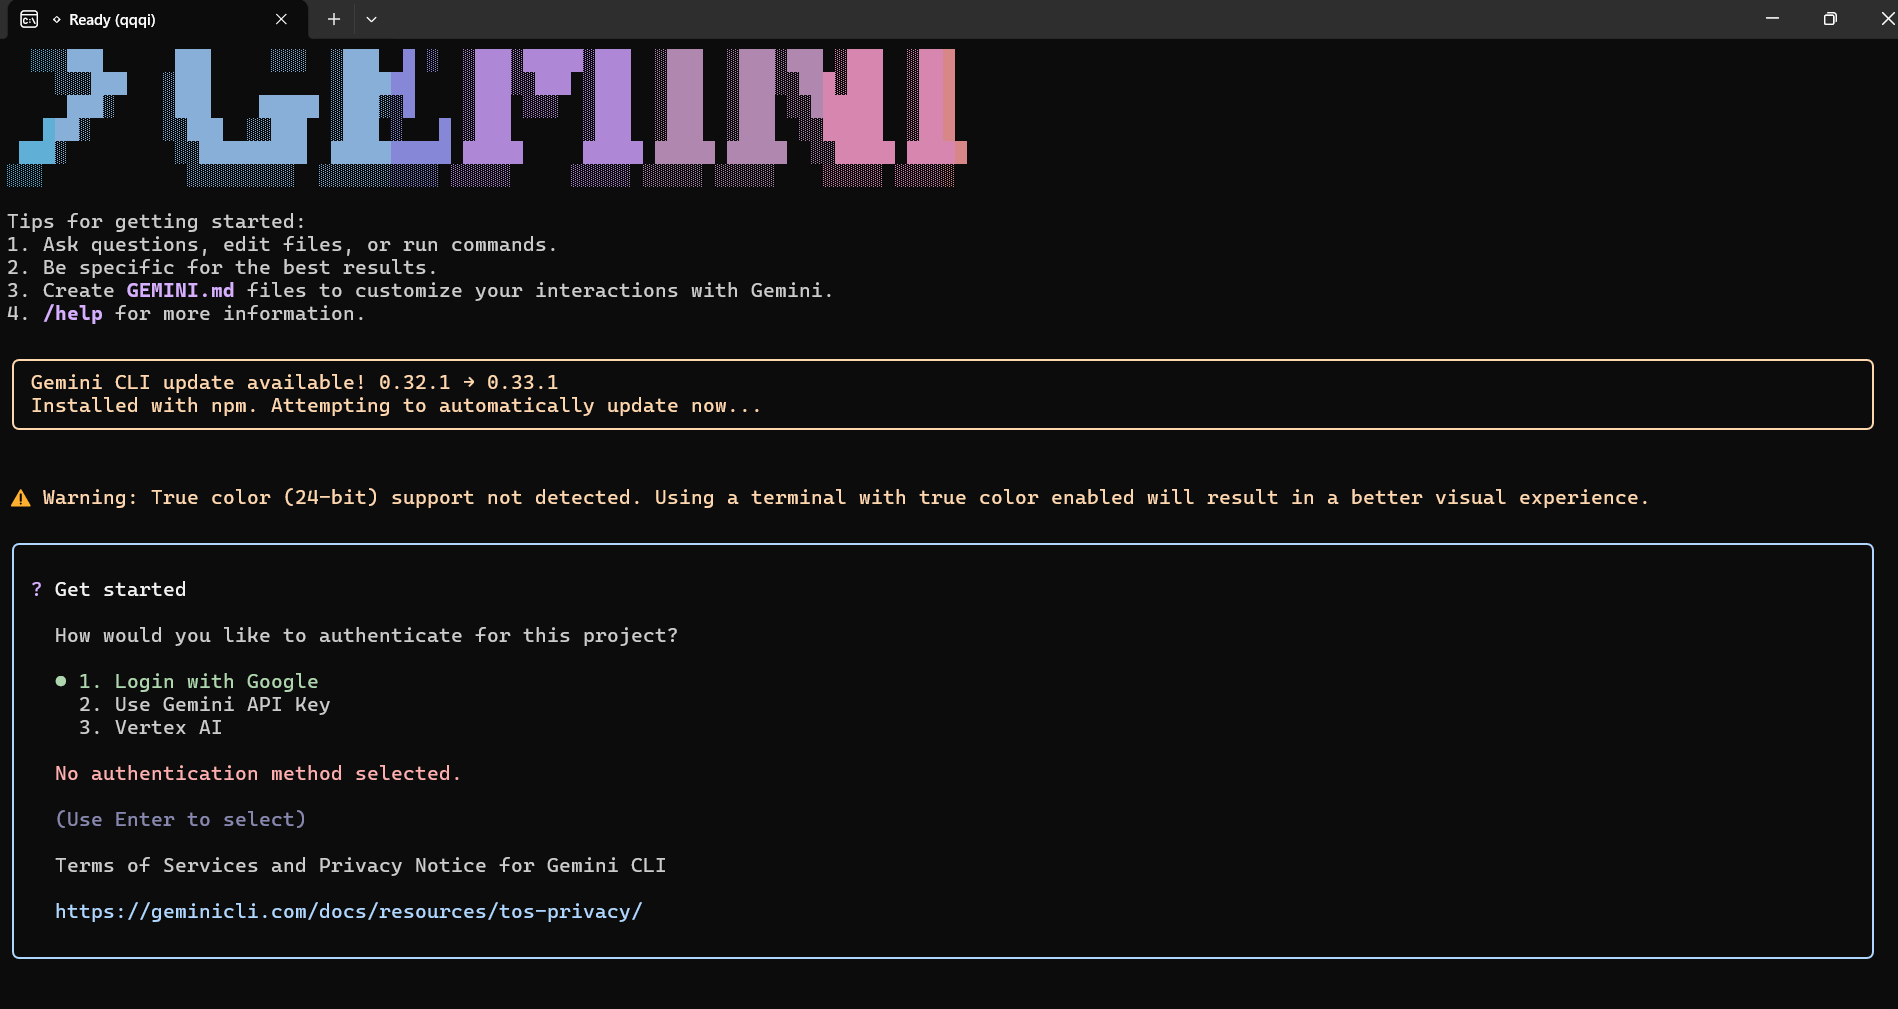 Ready (qqqi)
> GEMINI
Tips for getting started:
1. Ask questions, edit files, or run commands.
2. Be specific for the best results.
3. Create GEMINI.md files to customize your interactions with Gemini.
4. /help for more information.
Gemini CLI update available! 0.32.1 → 0.33.1
Installed with npm. Attempting to automatically update now...
⚠ Warning: True color (24-bit) support not detected. Using a terminal with true color enabled will result in a better visual experience.
? Get started
How would you like to authenticate for this project?
● 1. Login with Google
2. Use Gemini API Key
3. Vertex AI
No authentication method selected.
(Use Enter to select)
Terms of Services and Privacy Notice for Gemini CLI
https://geminicli.com/docs/resources/tos-privacy/